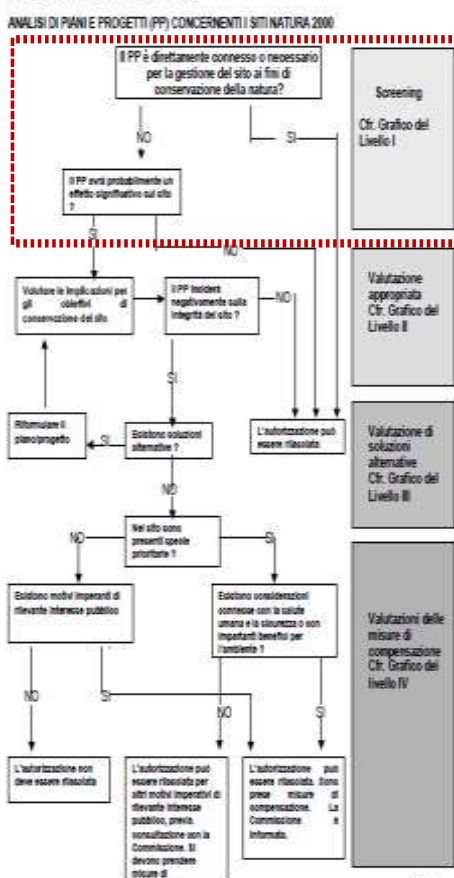 ANALISI DI PIANI E PROGETTI (PP) CONCERNENTI I SITI NATURA 2000
Il PP è direttamente connesso o necessario
per la gestione del sito ai fini di
conservazione della natura?
Screening
Cfr. Grafico del
Livello I
NO
SI
Il PP avrà probabilmente un
effetto significativo sul sito
?
SI
NO
Valutare le implicazioni per
gli obiettivi di
conservazione del sito
Il PP inciderà
negativamente sulla
integrità del sito ?
NO
Valutazione
appropriata
Cfr. Grafico del
Livello II
SI
Riformulare il
piano/progetto
SI
Esistono soluzioni
alternative ?
L'autorizzazione può
essere rilasciata
Valutazione di
soluzioni
alternative
Cfr. Grafico del
Livello III
NO
Nel sito sono
presenti specie
prioritarie ?
NO
SI
Esistono motivi imperanti di
rilevante interesse pubblico
Esistono considerazioni
connesse con la salute
umana e la sicurezza o con
importanti benefici per
l'ambiente ?
Valutazioni delle
misure di
compensazione
Cfr. Grafico del
livello IV
NO
SI
NO
SI
L'autorizzazione non
deve essere rilasciata
L'autorizzazione può
essere rilasciata per
altri motivi imperativi di
rilevante interesse
pubblico, previa
consultazione con la
Commissione. Si
devono prendere
misure di
L'autorizzazione può
essere rilasciata. Sono
prese misure di
compensazione. La
Commissione è
informata.